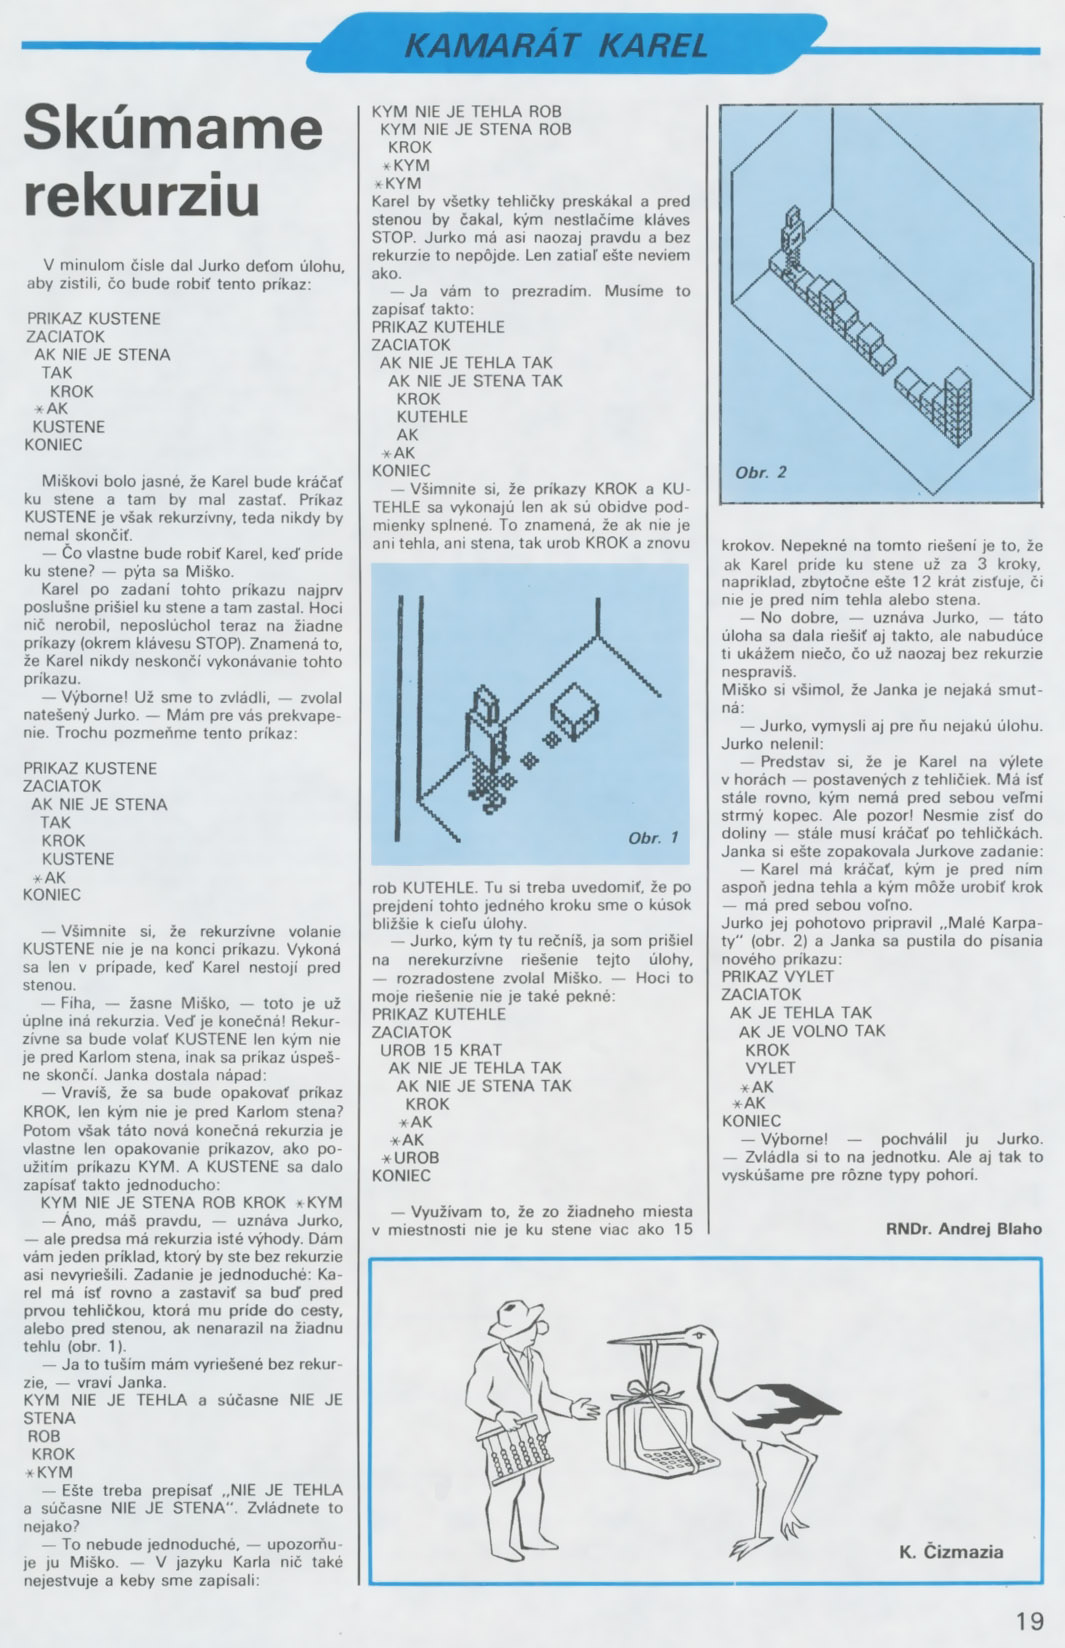 KAMARÁT KAREL
Skúmame
rekurziu
V minulom čísle dal Jurko deťom úlohu,
aby zistili, čo bude robiť tento príkaz:
PRIKAZ KUSTENE
ZACIATOK
AK NIE JE STENA
TAK
KROK
*AK
KUSTENE
KONIEC
Miškovi bolo jasné, že Karel bude kráčať
ku stene a tam by mal zastať. Príkaz
KUSTENE je však rekurzívny, teda nikdy by
nemal skončiť.
— Čo vlastne bude robiť Karel, keď príde
ku stene? — pýta sa Miško.
Karel po zadaní tohto príkazu najprv
poslušne prišiel ku stene a tam zastal. Hoci
nič nerobil, neposlúchol teraz na žiadne
príkazy (okrem klávesu STOP). Znamená to,
že Karel nikdy neskončí vykonávanie tohto
príkazu.
— Výborne! Už sme to zvládli, — zvolal
natešený Jurko. — Mám pre vás prekvape-
nie. Trochu pozmeňme tento príkaz:
PRIKAZ KUSTENE
ZACIATOK
AK NIE JE STENA
TAK
KROK
KUSTENE
*AK
KONIEC
— Všimnite si, že rekurzívne volanie
KUSTENE nie je na konci príkazu. Vykoná
sa len v prípade, keď Karel nestojí pred
stenou.
— Fíha, — žasne Miško, — toto je už
úplne iná rekurzia. Veď je konečná! Rekur-
zívne sa bude volať KUSTENE len kým nie
je pred Karlom stena, inak sa príkaz úspeš-
ne skončí. Janka dostala nápad:
— Vravíš, že sa bude opakovať príkaz
KROK, len kým nie je pred Karlom stena?
Potom však táto nová konečná rekurzia je
vlastne len opakovanie príkazov, ako po-
užitím príkazu KYM. A KUSTENE sa dalo
zapísať takto jednoducho:
KYM NIE JE STENA ROB KROK *KYM
— Áno, máš pravdu, — uznáva Jurko,
— ale predsa má rekurzia isté výhody. Dám
vám jeden príklad, ktorý by ste bez rekurzie
asi nevyriešili. Zadanie je jednoduché: Ka-
rel má ísť rovno a zastaviť sa buď pred
prvou tehličkou, ktorá mu príde do cesty,
alebo pred stenou, ak nenarazil na žiadnu
tehlu (obr. 1).
— Ja to tuším mám vyriešené bez rekur-
zie, — vraví Janka.
KYM NIE JE TEHLA a súčasne NIE JE
STENA
ROB
KROK
*KYM
— Ešte treba prepísať „NIE JE TEHLA
a súčasne NIE JE STENA“. Zvládnete to
nejako?
— To nebude jednoduché, — upozorňu-
je ju Miško. — V jazyku Karla nič také
nejestvuje a keby sme zapísali:
KYM NIE JE TEHLA ROB
KYM NIE JE STENA ROB
KROK
*KYM
*KYM
Karel by všetky tehličky preskákal a pred
stenou by čakal, kým nestlačíme kláves
STOP. Jurko má asi naozaj pravdu a bez
rekurzie to nepôjde. Len zatiaľ ešte neviem
ako.
— Ja vám to prezradím. Musíme to
zapísať takto:
PRIKAZ KUTEHLE
ZACIATOK
AK NIE JE TEHLA TAK
AK NIE JE STENA TAK
KROK
KUTEHLE
AK
*AK
KONIEC
— Všimnite si, že príkazy KROK a KU-
TEHLE sa vykonajú len ak sú obidve pod-
mienky splnené. To znamená, že ak nie je
ani tehla, ani stena, tak urob KROK a znovu
Obr. 1
rob KUTEHLE. Tu si treba uvedomiť, že po
prejdení tohto jedného kroku sme o kúsok
bližšie k cieľu úlohy.
— Jurko, kým ty tu rečníš, ja som prišiel
na nerekurzívne riešenie tejto úlohy,
— rozradostene zvolal Miško. — Hoci to
moje riešenie nie je také pekné:
PRIKAZ KUTEHLE
ZACIATOK
UROB 15 KRAT
AK NIE JE TEHLA TAK
AK NIE JE STENA TAK
KROK
*AK
*AK
*UROB
KONIEC
— Využívam to, že zo žiadneho miesta
v miestnosti nie je ku stene viac ako 15
Obr. 2
krokov. Nepekné na tomto riešení je to, že
ak Karel príde ku stene už za 3 kroky,
napríklad, zbytočne ešte 12 krát zisťuje, či
nie je pred ním tehla alebo stena.
— No dobre, — uznáva Jurko, — táto
úloha sa dala riešiť aj takto, ale nabudúce
ti ukážem niečo, čo už naozaj bez rekurzie
nespravíš.
Miško si všimol, že Janka je nejaká smut-
ná:
— Jurko, vymysli aj pre ňu nejakú úlohu.
Jurko nelenil:
— Predstav si, že je Karel na výlete
v horách — postavených z tehličiek. Má ísť
stále rovno, kým nemá pred sebou veľmi
strmý kopec. Ale pozor! Nesmie zísť do
doliny — stále musí kráčať po tehličkách.
Janka si ešte zopakovala Jurkove zadanie:
— Karel má kráčať, kým je pred ním
aspoň jedna tehla a kým môže urobiť krok
— má pred sebou voľno.
Jurko jej pohotovo pripravil „Malé Karpa-
ty“ (obr. 2) a Janka sa pustila do písania
nového príkazu:
PRIKAZ VYLET
ZACIATOK
AK JE TEHLA TAK
AK JE VOLNO TAK
KROK
VYLET
*AK
*AK
KONIEC
— Výborne! — pochválil ju Jurko.
— Zvládla si to na jednotku. Ale aj tak to
vyskúšame pre rôzne typy pohorí.
RNDr. Andrej Blaho
K. Čizmazia
19